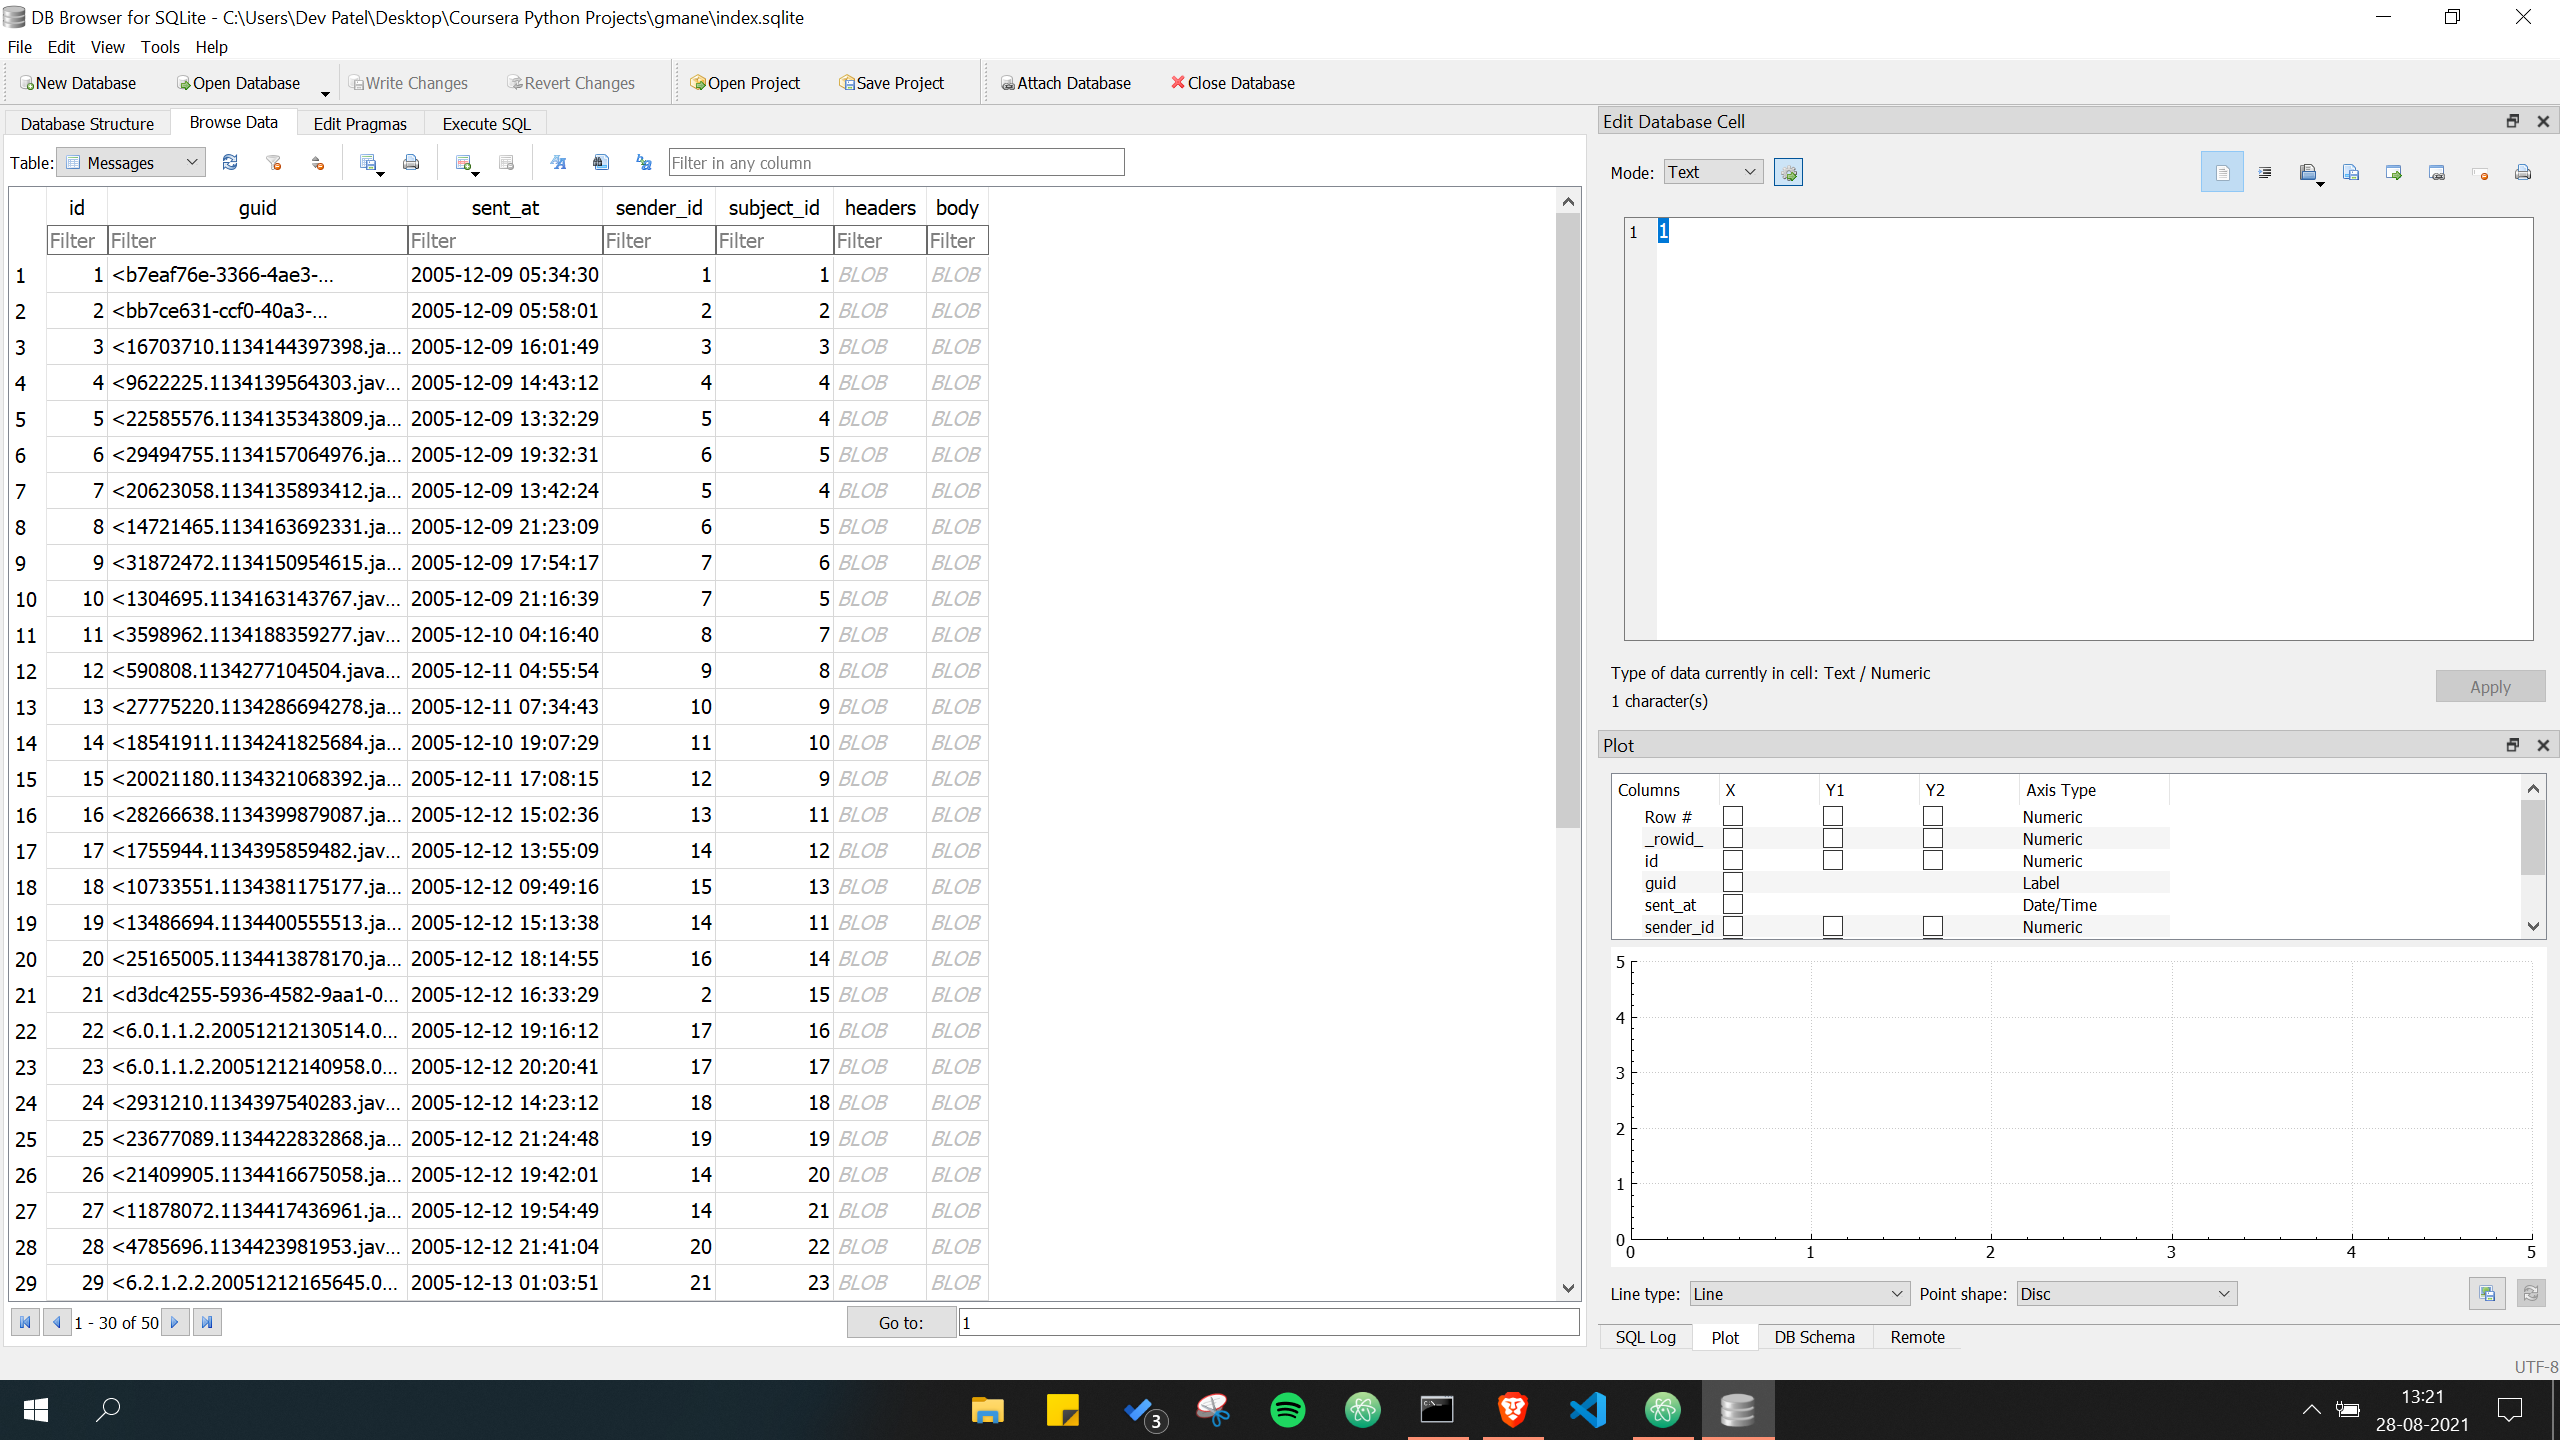 DB Browser for SQLite - C:\Users\Dev Patel\Desktop\Coursera Python Projects\gmane\index.sqlite
File Edit View Tools Help
New Database Open Database Write Changes Revert Changes Open Project Save Project Attach Database Close Database
Database Structure Browse Data Edit Pragmas Execute SQL
Table: Messages Filter in any column
id guid sent_at sender_id subject_id headers body
Filter Filter Filter Filter Filter Filter Filter
1 1 <b7eaf76e-3366-4ae3-... 2005-12-09 05:34:30 1 1 BLOB BLOB
2 2 <bb7ce631-ccf0-40a3-... 2005-12-09 05:58:01 2 2 BLOB BLOB
3 3 <16703710.1134144397398.ja... 2005-12-09 16:01:49 3 3 BLOB BLOB
4 4 <9622225.1134139564303.jav... 2005-12-09 14:43:12 4 4 BLOB BLOB
5 5 <22585576.1134135343809.ja... 2005-12-09 13:32:29 5 4 BLOB BLOB
6 6 <29494755.1134157064976.ja... 2005-12-09 19:32:31 6 5 BLOB BLOB
7 7 <20623058.1134135893412.ja... 2005-12-09 13:42:24 5 4 BLOB BLOB
8 8 <14721465.1134163692331.ja... 2005-12-09 21:23:09 6 5 BLOB BLOB
9 9 <31872472.1134150954615.ja... 2005-12-09 17:54:17 7 6 BLOB BLOB
10 10 <1304695.1134163143767.jav... 2005-12-09 21:16:39 7 5 BLOB BLOB
11 11 <3598962.1134188359277.jav... 2005-12-10 04:16:40 8 7 BLOB BLOB
12 12 <590808.1134277104504.java... 2005-12-11 04:55:54 9 8 BLOB BLOB
13 13 <27775220.1134286694278.ja... 2005-12-11 07:34:43 10 9 BLOB BLOB
14 14 <18541911.1134241825684.ja... 2005-12-10 19:07:29 11 10 BLOB BLOB
15 15 <20021180.1134321068392.ja... 2005-12-11 17:08:15 12 9 BLOB BLOB
16 16 <28266638.1134399879087.ja... 2005-12-12 15:02:36 13 11 BLOB BLOB
17 17 <1755944.1134395859482.jav... 2005-12-12 13:55:09 14 12 BLOB BLOB
18 18 <10733551.1134381175177.ja... 2005-12-12 09:49:16 15 13 BLOB BLOB
19 19 <13486694.1134400555513.ja... 2005-12-12 15:13:38 14 11 BLOB BLOB
20 20 <25165005.1134413878170.ja... 2005-12-12 18:14:55 16 14 BLOB BLOB
21 21 <d3dc4255-5936-4582-9aa1-0... 2005-12-12 16:33:29 2 15 BLOB BLOB
22 22 <6.0.1.1.2.20051212130514.0... 2005-12-12 19:16:12 17 16 BLOB BLOB
23 23 <6.0.1.1.2.20051212140958.0... 2005-12-12 20:20:41 17 17 BLOB BLOB
24 24 <2931210.1134397540283.jav... 2005-12-12 14:23:12 18 18 BLOB BLOB
25 25 <23677089.1134422832868.ja... 2005-12-12 21:24:48 19 19 BLOB BLOB
26 26 <21409905.1134416675058.ja... 2005-12-12 19:42:01 14 20 BLOB BLOB
27 27 <11878072.1134417436961.ja... 2005-12-12 19:54:49 14 21 BLOB BLOB
28 28 <4785696.1134423981953.jav... 2005-12-12 21:41:04 20 22 BLOB BLOB
29 29 <6.2.1.2.2.20051212165645.0... 2005-12-13 01:03:51 21 23 BLOB BLOB
1 - 30 of 50 Go to: 1
Edit Database Cell
Mode: Text
1 1
Type of data currently in cell: Text / Numeric
1 character(s)
Apply
Plot
Columns X Y1 Y2 Axis Type
Row # Numeric
_rowid_ Numeric
id Numeric
guid Label
sent_at Date/Time
sender_id Numeric
5
4
3
2
1
0
0 1 2 3 4 5
Line type: Line Point shape: Disc
SQL Log Plot DB Schema Remote
UTF-8
3
13:21
28-08-2021